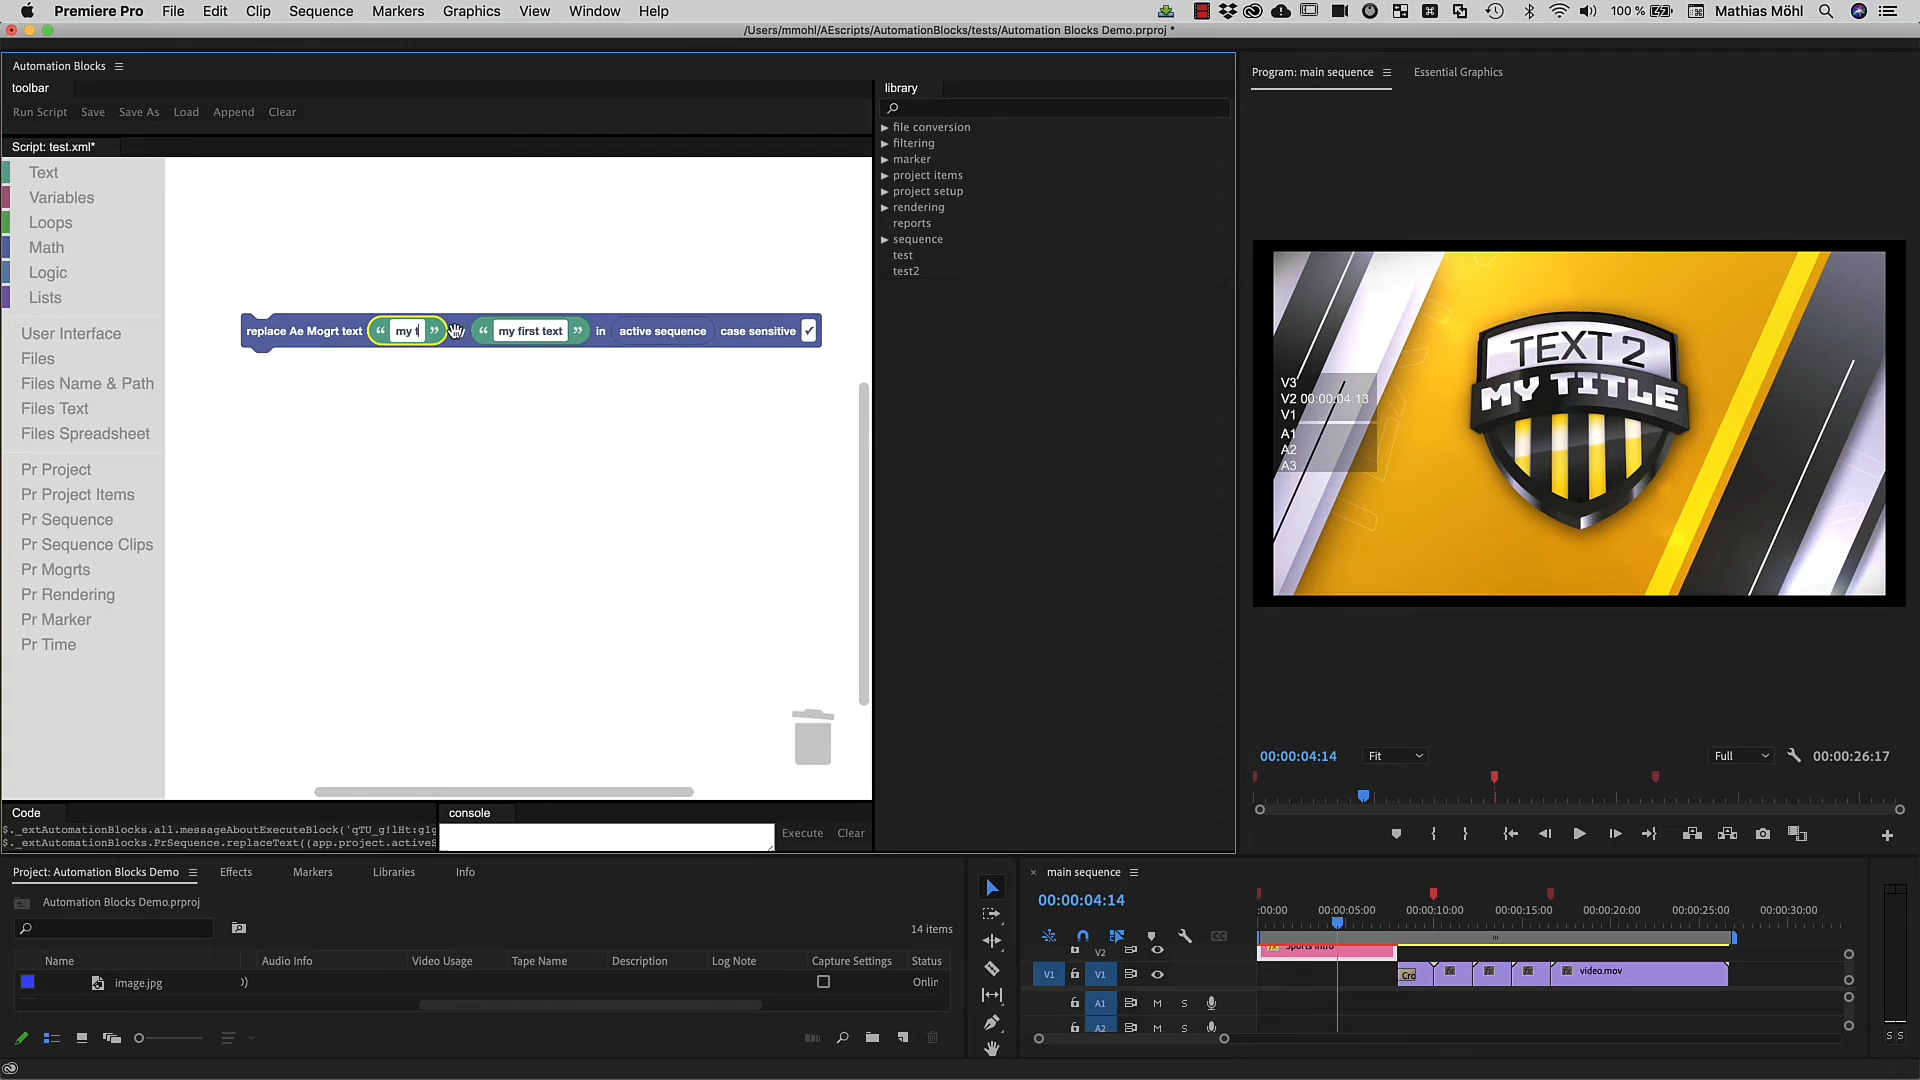 Premiere Pro File Edit Clip Sequence Markers Graphics View Window Help 100 % Mathias Möhl
/Users/mmohl/AEscripts/AutomationBlocks/tests/Automation Blocks Demo.prproj *
Automation Blocks
toolbar
Run Script Save Save As Load Append Clear
Script: test.xml*
Text
Variables
Loops
Math
Logic
Lists
User Interface
Files
Files Name & Path
Files Text
Files Spreadsheet
Pr Project
Pr Project Items
Pr Sequence
Pr Sequence Clips
Pr Mogrts
Pr Rendering
Pr Marker
Pr Time
replace Ae Mogrt text “ my t ” “ my first text ” in active sequence case sensitive ✓
library
file conversion
filtering
marker
project items
project setup
rendering
reports
sequence
test
test2
Code
$._extAutomationBlocks.all.messageAboutExecuteBlock('qTU_g!lHt:g1g
$._extAutomationBlocks.PrSequence.replaceText((app.project.active
console
Execute Clear
Program: main sequence Essential Graphics
TEXT 2
MY TITLE
V3
V2 00:00:04:13
V1
A1
A2
A3
00:00:04:14 Fit Full 00:00:26:17
Project: Automation Blocks Demo Effects Markers Libraries Info
Automation Blocks Demo.prproj
14 items
Name Audio Info Video Usage Tape Name Description Log Note Capture Settings Status
image.jpg Onlin
× main sequence
00:00:04:14
:00:00 00:00:05:00 00:00:10:00 00:00:15:00 00:00:20:00 00:00:25:00 00:00:30:00
V2 Sports Intro
V1 V1 Cro video.mov
A1 M S
A2 M S
S S